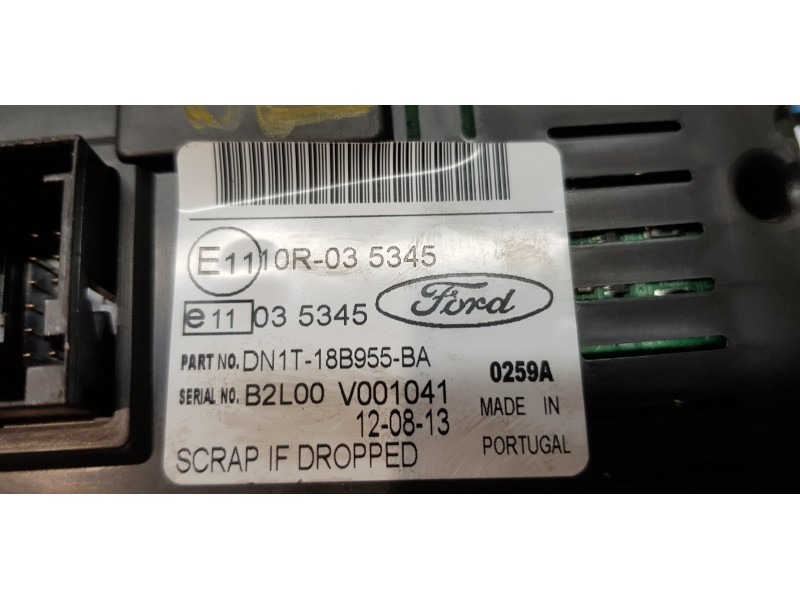 E11 10R-03 5345
e11 03 5345 Ford
PART NO. DN1T-18B955-BA 0259A
SERIAL NO. B2L00 V001041 MADE IN
12-08-13 PORTUGAL
SCRAP IF DROPPED